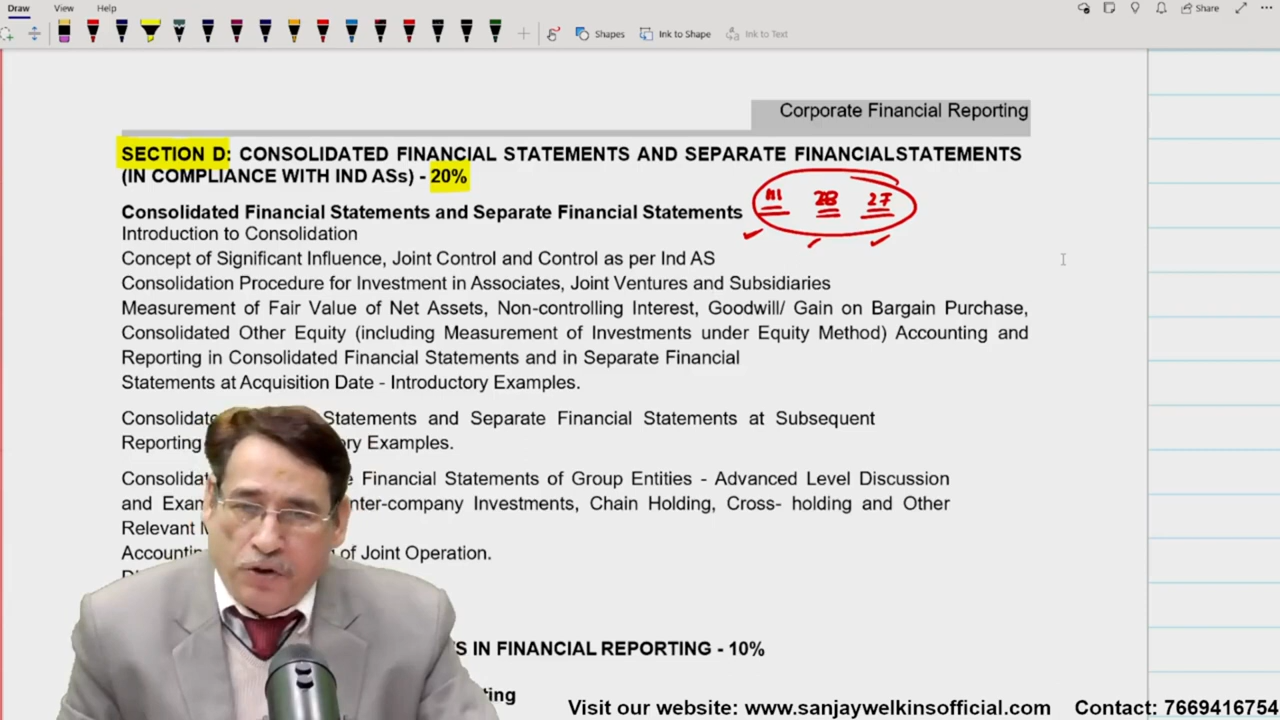 Draw View Help
Share
Shapes Ink to Shape Ink to Text
Corporate Financial Reporting
SECTION D: CONSOLIDATED FINANCIAL STATEMENTS AND SEPARATE FINANCIALSTATEMENTS
(IN COMPLIANCE WITH IND ASs) - 20%
28 27
Consolidated Financial Statements and Separate Financial Statements
Introduction to Consolidation
Concept of Significant Influence, Joint Control and Control as per Ind AS
Consolidation Procedure for Investment in Associates, Joint Ventures and Subsidiaries
Measurement of Fair Value of Net Assets, Non-controlling Interest, Goodwill/ Gain on Bargain Purchase,
Consolidated Other Equity (including Measurement of Investments under Equity Method) Accounting and
Reporting in Consolidated Financial Statements and in Separate Financial
Statements at Acquisition Date - Introductory Examples.
Statements and Separate Financial Statements at Subsequent
Reporting Examples.
Financial Statements of Group Entities - Advanced Level Discussion
and Investments, Chain Holding, Cross- holding and Other
Relevant
of Joint Operation.
IN FINANCIAL REPORTING - 10%
Visit our website: www.sanjaywelkinsofficial.com Contact: 7669416754